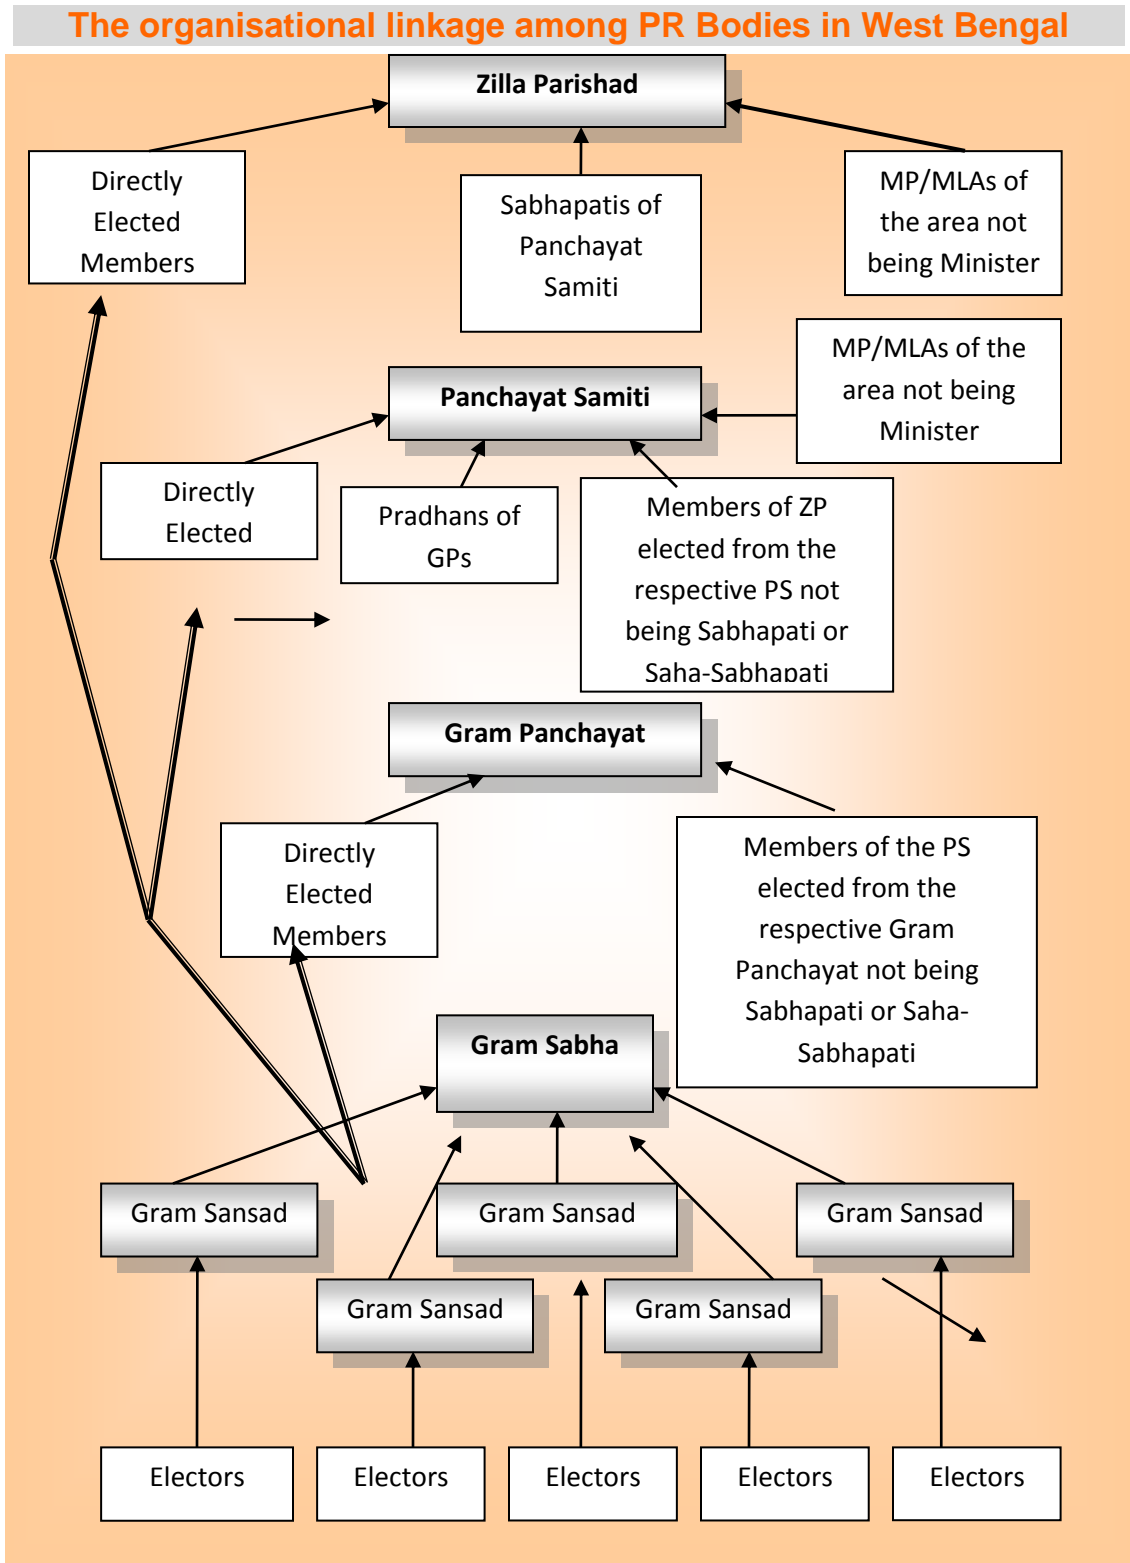 The organisational linkage among PR Bodies in West Bengal
Zilla Parishad
Directly
Elected
Members
Sabhapatis of
Panchayat
Samiti
MP/MLAs of
the area not
being Minister
MP/MLAs of the
area not being
Minister
Panchayat Samiti
Directly
Elected
Pradhans of
GPs
Members of ZP
elected from the
respective PS not
being Sabhapati or
Saha-Sabhapati
Gram Panchayat
Directly
Elected
Members
Members of the PS
elected from the
respective Gram
Panchayat not being
Sabhapati or Saha-
Sabhapati
Gram Sabha
Gram Sansad
Gram Sansad
Gram Sansad
Gram Sansad
Gram Sansad
Electors
Electors
Electors
Electors
Electors